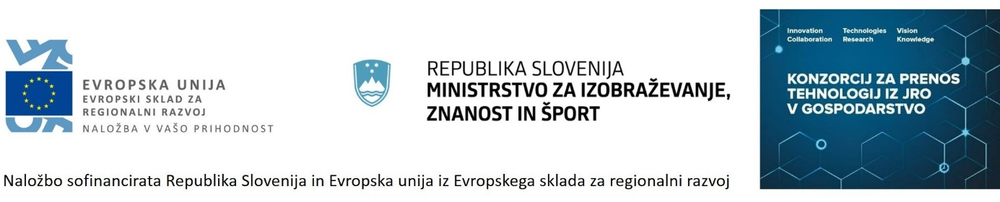 EVROPSKA UNIJA
EVROPSKI SKLAD ZA
REGIONALNI RAZVOJ
NALOŽBA V VAŠO PRIHODNOST
REPUBLIKA SLOVENIJA
MINISTRSTVO ZA IZOBRAŽEVANJE,
ZNANOST IN ŠPORT
Innovation Technologies Vision
Collaboration Research Knowledge
KONZORCIJ ZA PRENOS
TEHNOLOGIJ IZ JRO
V GOSPODARSTVO
Naložbo sofinancirata Republika Slovenija in Evropska unija iz Evropskega sklada za regionalni razvoj